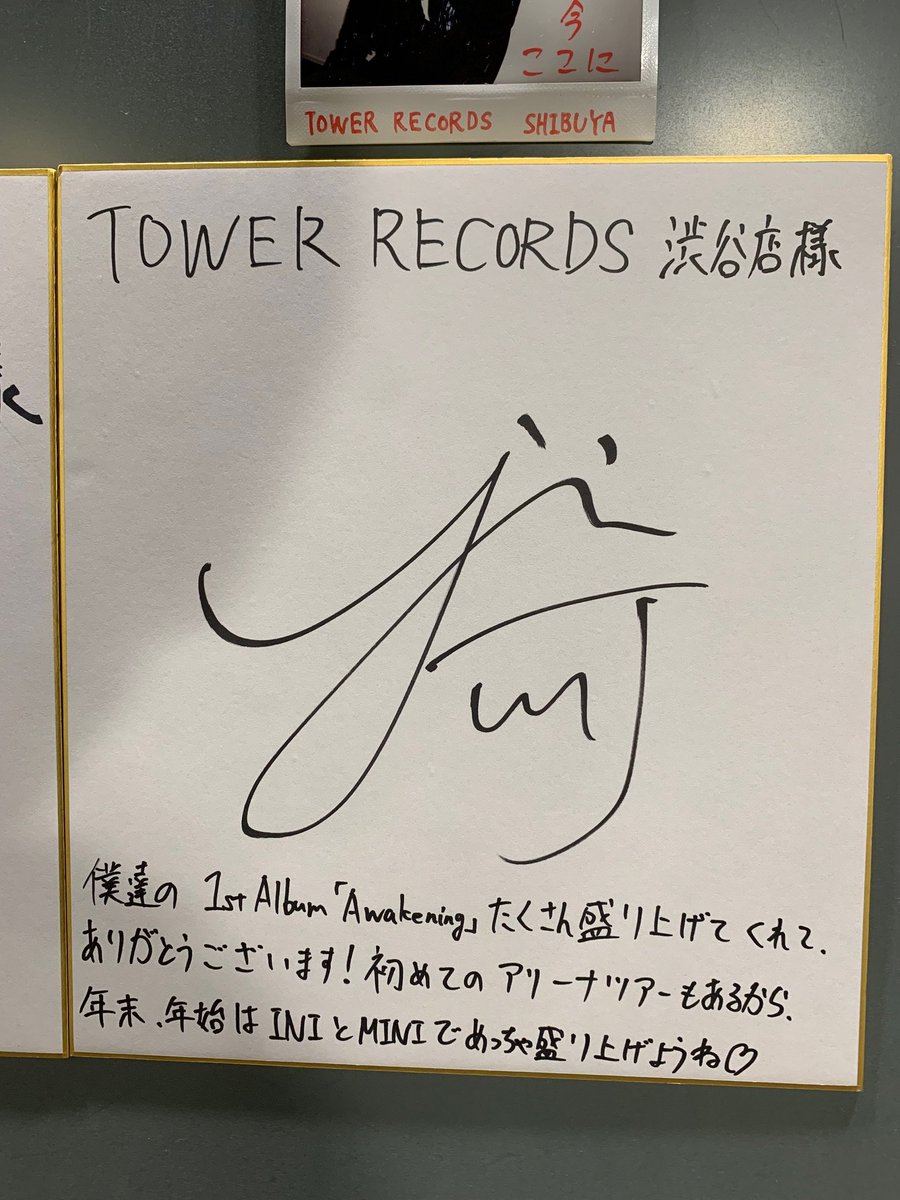 今
ここに
TOWER RECORDS SHIBUYA
TOWER RECORDS 渋谷店様
僕達の 1st Album「Awakening」たくさん盛り上げてくれて、
ありがとうございます!初めてのアリーナツアーもあるから、
年末、年始はINIとMINIでめっちゃ盛り上げようね♡